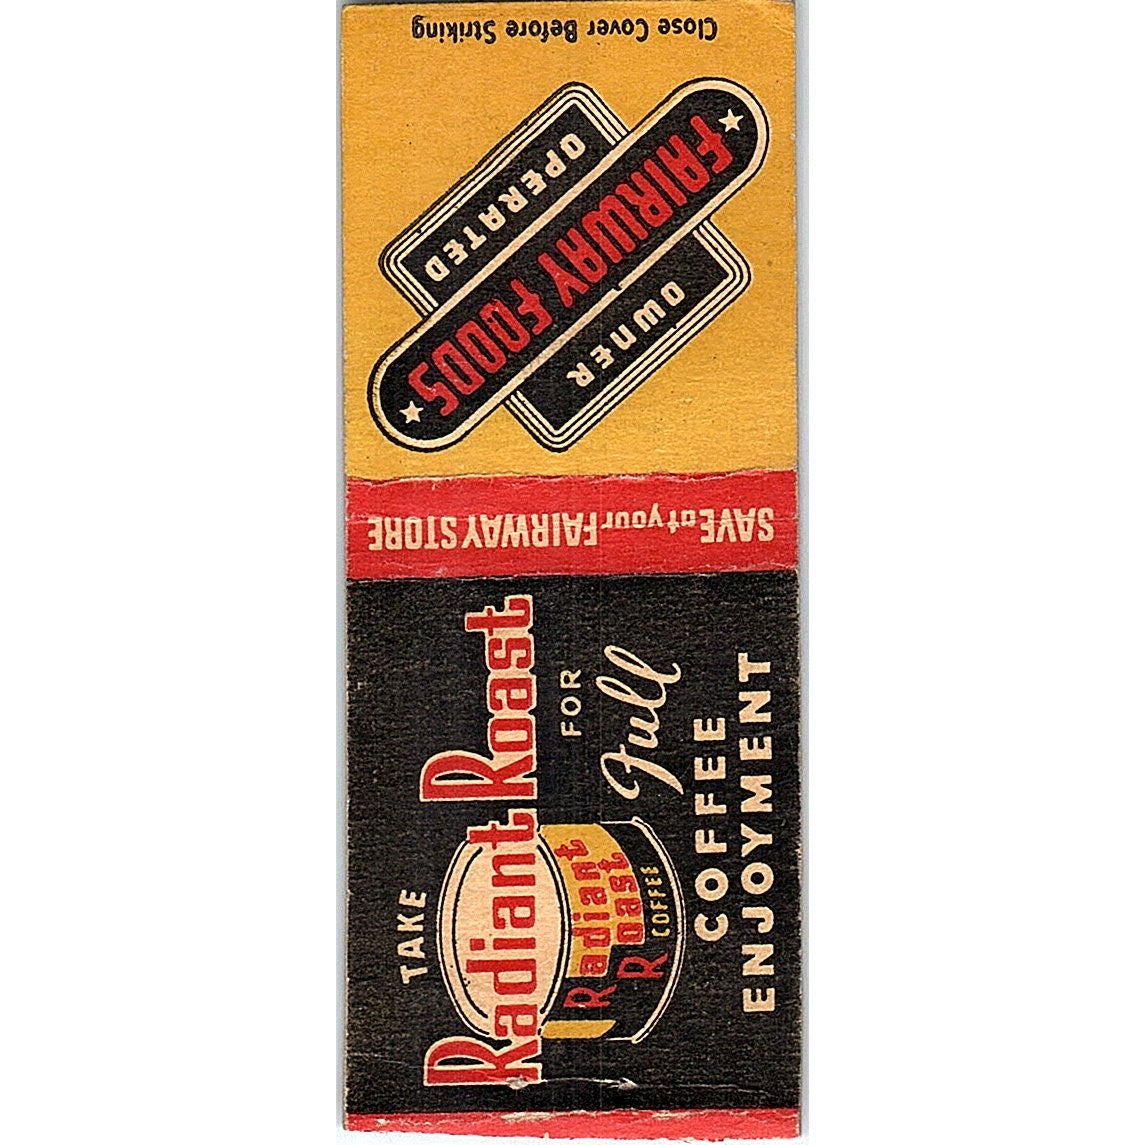 Close Cover Before Striking
OWNER
FAIRWAY FOODS
OPERATED
SAVE at your FAIRWAY STORE
TAKE
Radiant Roast
FOR
Full
COFFEE
ENJOYMENT
Radiant
Roast
COFFEE